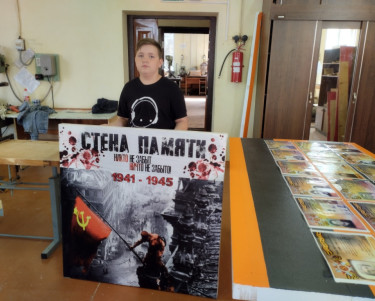 СТЕНА ПАМЯТИ
НИКТО НЕ ЗАБЫТ
НИЧТО НЕ ЗАБЫТО!
1941 - 1945